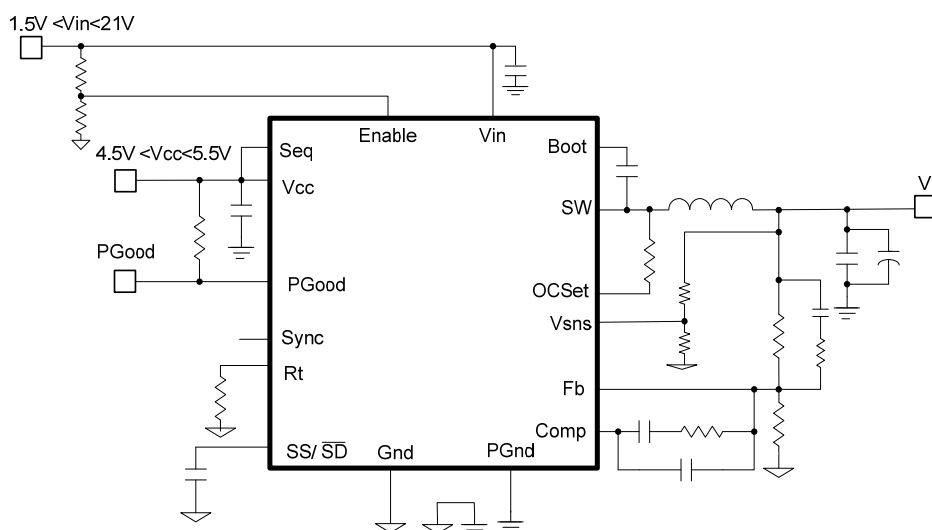 1.5V <Vin<21V
Enable
Vin
Boot
4.5V <Vcc<5.5V
Seq
Vcc
SW
V
PGood
PGood
OCSet
Vsns
Sync
Rt
Fb
Comp
SS/ SD
Gnd
PGnd